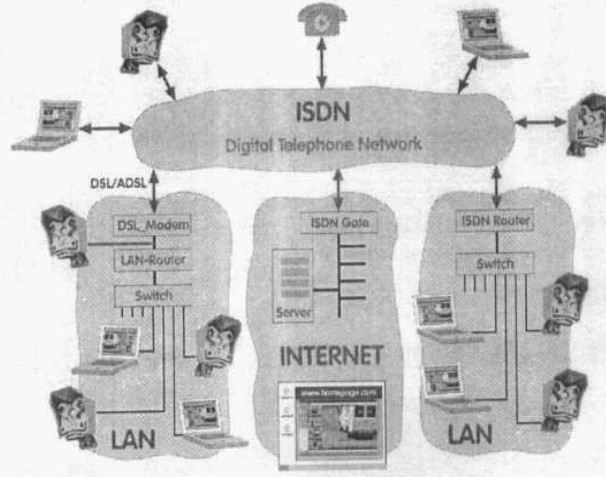 ISDN
Digital Telephone Network
DSL/ADSL
DSL_Modem
LAN-Router
Switch
LAN
ISDN Gate
Server
INTERNET
www.homepage.com
ISDN Router
Switch
LAN